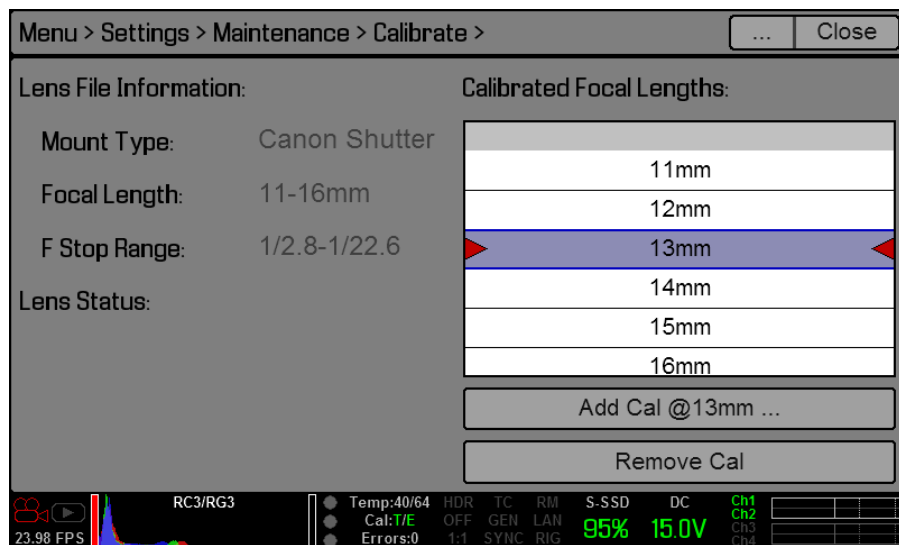 Menu > Settings > Maintenance > Calibrate >
...
Close
Lens File Information:
Mount Type: Canon Shutter
Focal Length: 11-16mm
F Stop Range: 1/2.8-1/22.6
Lens Status:
Calibrated Focal Lengths:
11mm
12mm
13mm
14mm
15mm
16mm
Add Cal @13mm ...
Remove Cal
23.98 FPS
RC3/RG3
Temp:40/64
Cal:T/E
Errors:0
HDR TC RM
OFF GEN LAN
1:1 SYNC RIG
S-SSD
95%
DC
15.0V
Ch1
Ch2
Ch3
Ch4